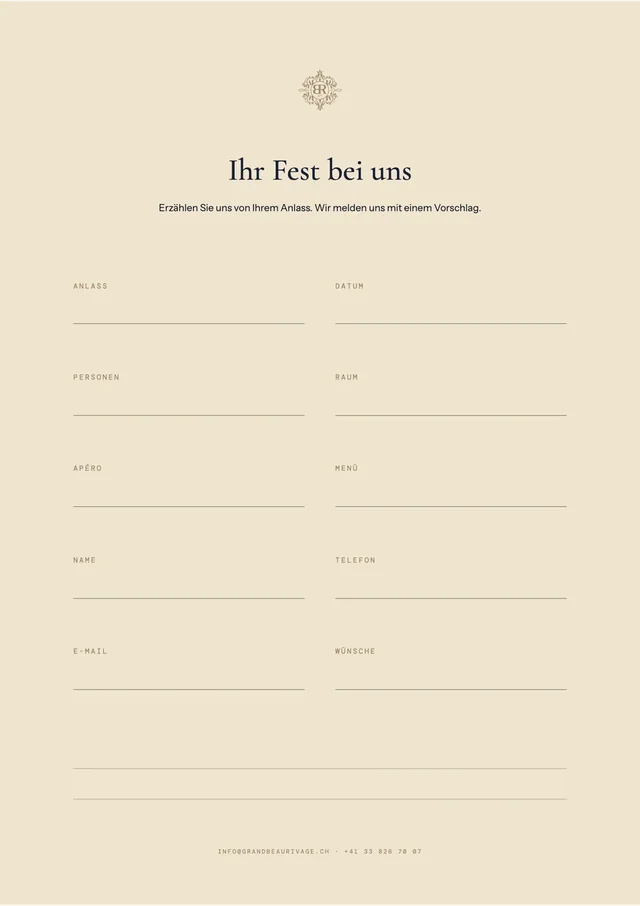 BR
Ihr Fest bei uns
Erzählen Sie uns von Ihrem Anlass. Wir melden uns mit einem Vorschlag.
ANLASS
DATUM
PERSONEN
RAUM
APÉRO
MENÜ
NAME
TELEFON
E-MAIL
WÜNSCHE
INFO@GRANDBEAURIVAGE.CH · +41 33 826 70 07